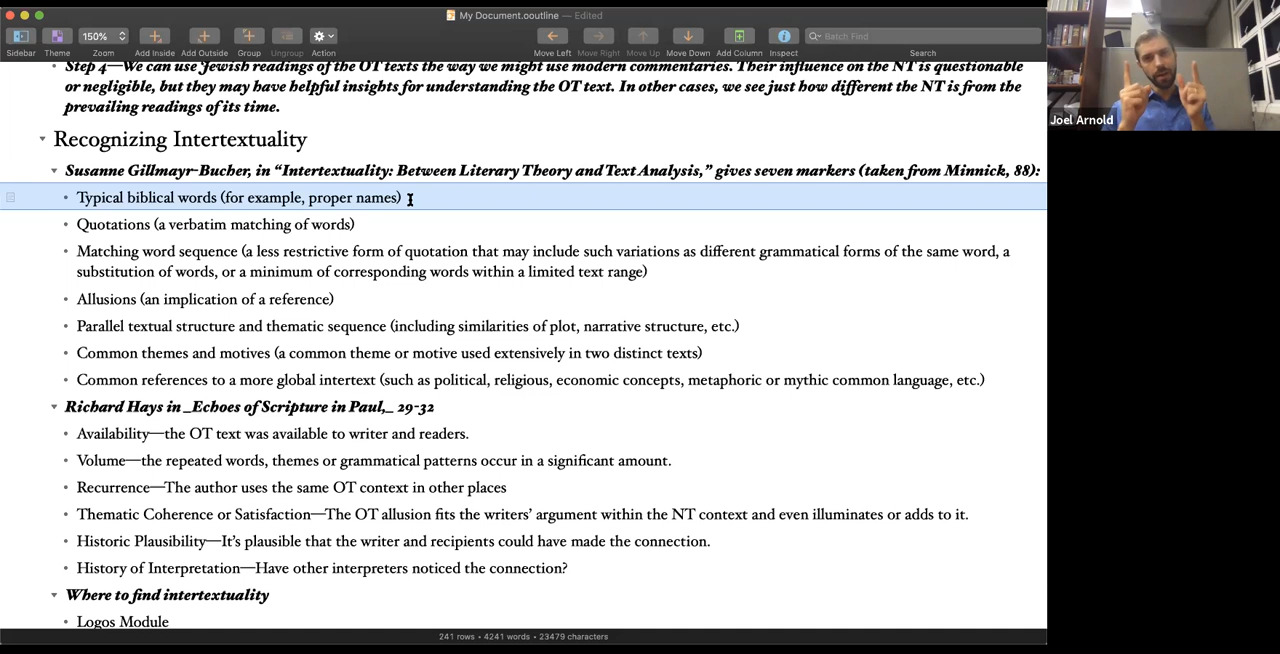 My Document.ooutline — Edited
150%
Batch Find
Sidebar Theme Zoom Add Inside Add Outside Group Ungroup Action Move Left Move Right Move Up Move Down Add Column Inspect Search
Step 4—We can use Jewish readings of the OT texts the way we might use modern commentaries. Their influence on the NT is questionable
or negligible, but they may have helpful insights for understanding the OT text. In other cases, we see just how different the NT is from the
prevailing readings of its time.
Joel Arnold
Recognizing Intertextuality
Susanne Gillmayr-Bucher, in “Intertextuality: Between Literary Theory and Text Analysis,” gives seven markers (taken from Minnick, 88):
• Typical biblical words (for example, proper names)
• Quotations (a verbatim matching of words)
• Matching word sequence (a less restrictive form of quotation that may include such variations as different grammatical forms of the same word, a
substitution of words, or a minimum of corresponding words within a limited text range)
• Allusions (an implication of a reference)
• Parallel textual structure and thematic sequence (including similarities of plot, narrative structure, etc.)
• Common themes and motives (a common theme or motive used extensively in two distinct texts)
• Common references to a more global intertext (such as political, religious, economic concepts, metaphoric or mythic common language, etc.)
Richard Hays in _Echoes of Scripture in Paul,_ 29-32
• Availability—the OT text was available to writer and readers.
• Volume—the repeated words, themes or grammatical patterns occur in a significant amount.
• Recurrence—The author uses the same OT context in other places
• Thematic Coherence or Satisfaction—The OT allusion fits the writers’ argument within the NT context and even illuminates or adds to it.
• Historic Plausibility—It’s plausible that the writer and recipients could have made the connection.
• History of Interpretation—Have other interpreters noticed the connection?
Where to find intertextuality
• Logos Module
241 rows • 4241 words • 23479 characters